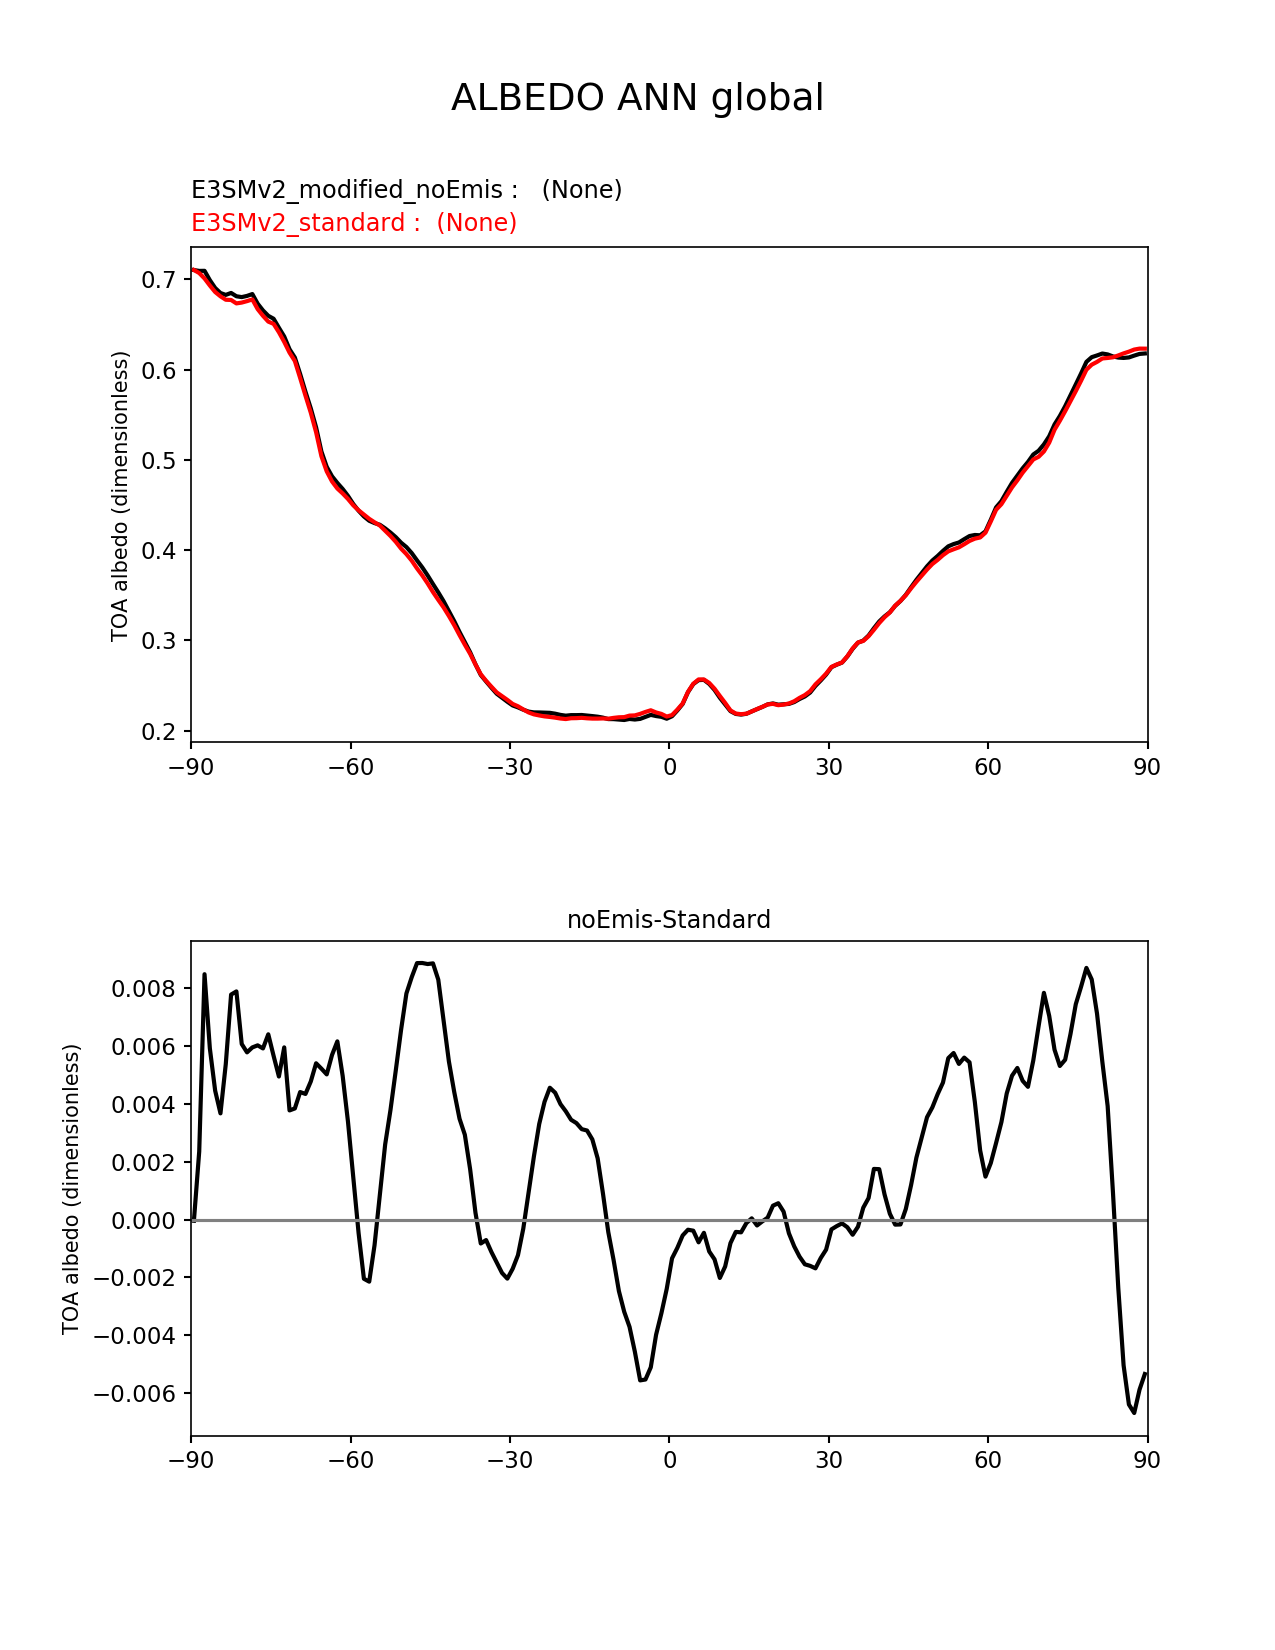 ALBEDO ANN global
E3SMv2_modified_noEmis :   (None)
E3SMv2_standard :  (None)
TOA albedo (dimensionless)
0.7
0.6
0.5
0.4
0.3
0.2
−90 −60 −30 0 30 60 90
noEmis-Standard
TOA albedo (dimensionless)
0.008
0.006
0.004
0.002
0.000
−0.002
−0.004
−0.006
−90 −60 −30 0 30 60 90